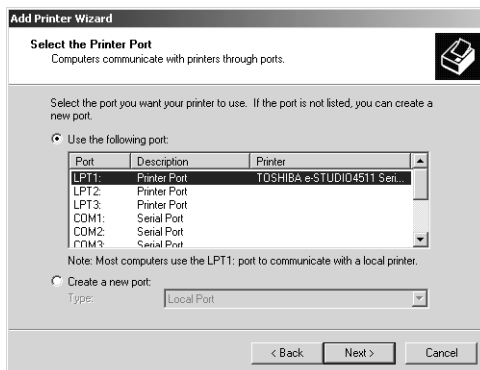 Add Printer Wizard
Select the Printer Port
Computers communicate with printers through ports.
Select the port you want your printer to use. If the port is not listed, you can create a
new port.
Use the following port:
Port Description Printer
LPT1: Printer Port TOSHIBA e-STUDIO4511 Seri...
LPT2: Printer Port
LPT3: Printer Port
COM1: Serial Port
COM2: Serial Port
COM3: Serial Port
Note: Most computers use the LPT1: port to communicate with a local printer.
Create a new port:
Type: Local Port
< Back Next > Cancel